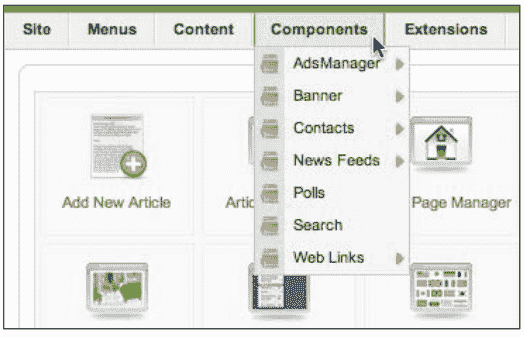 Site Menus Content Components Extensions
AdsManager
Banner
Contacts
News Feeds
Polls
Search
Web Links
Add New Article
Artic
Page Manager